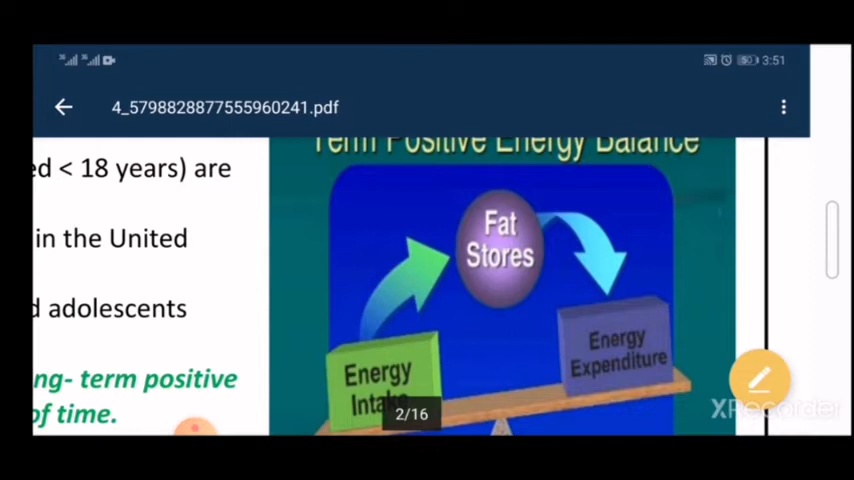 3:51
4_5798828877555960241.pdf
Term Positive Energy Balance
ed < 18 years) are
in the United
d adolescents
ng- term positive
of time.
Fat
Stores
Energy
Expenditure
Energy
Intake
2/16
XRecorder